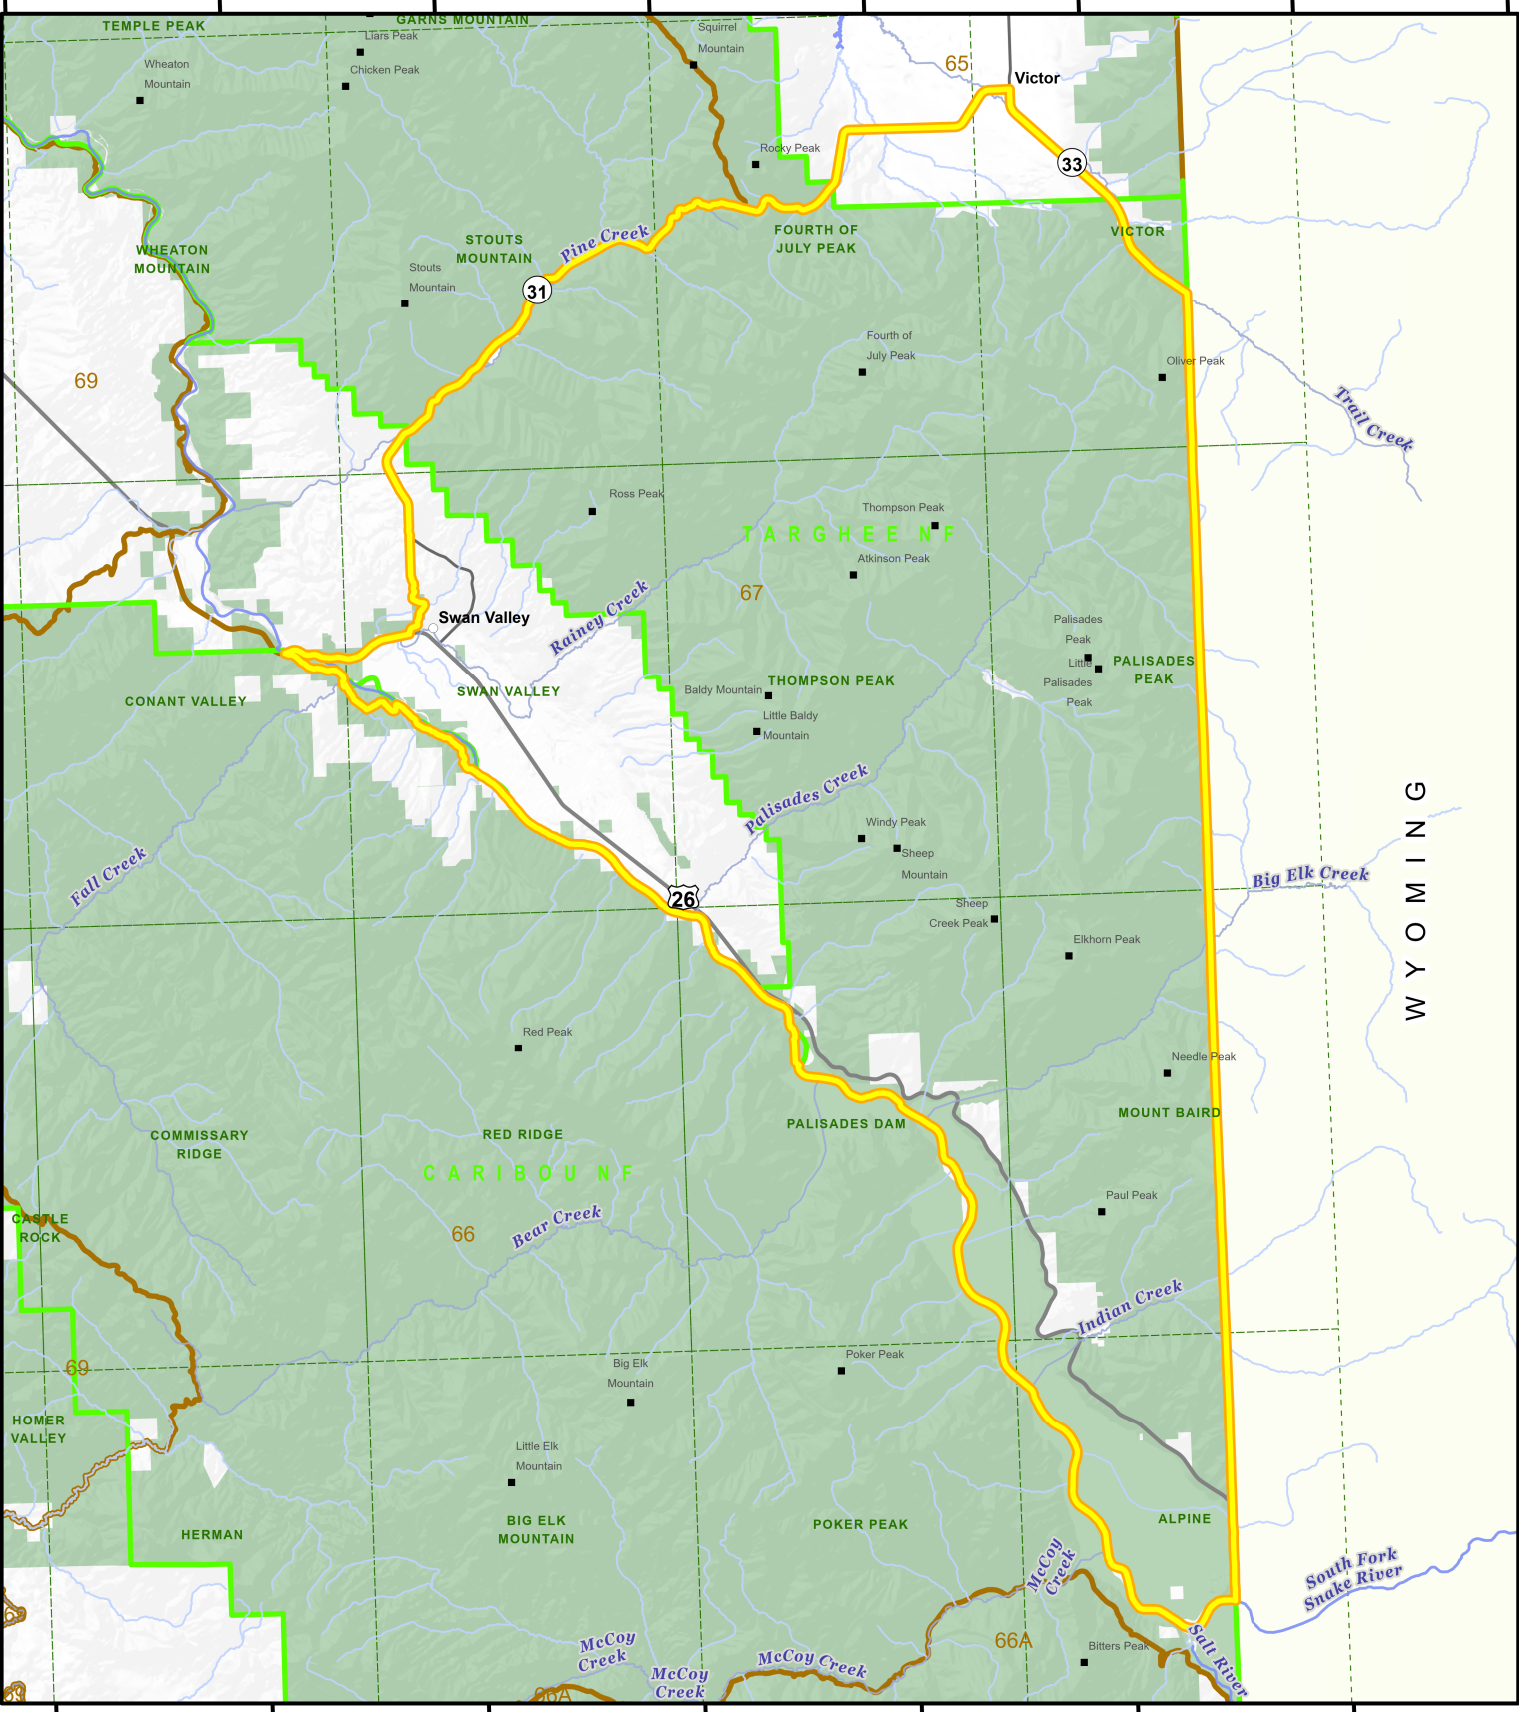 TEMPLE PEAK
GARNS MOUNTAIN
Liars Peak
Squirrel
Mountain
Wheaton
Mountain
Chicken Peak
65
Victor
Rocky Peak
33
WHEATON
MOUNTAIN
STOUTS
MOUNTAIN
Pine Creek
FOURTH OF
JULY PEAK
VICTOR
Stouts
Mountain
31
Fourth of
July Peak
Oliver Peak
69
Trail Creek
Ross Peak
Thompson Peak
TARGHEE NF
Atkinson Peak
67
Rainey Creek
Swan Valley
Palisades
Peak
Little
Palisades
Peak
PALISADES
PEAK
CONANT VALLEY
SWAN VALLEY
THOMPSON PEAK
Baldy Mountain
Little Baldy
Mountain
Palisades Creek
WYOMING
Windy Peak
Sheep
Mountain
Fall Creek
Big Elk Creek
26
Sheep
Creek Peak
Elkhorn Peak
Red Peak
Needle Peak
MOUNT BAIRD
PALISADES DAM
COMMISSARY
RIDGE
RED RIDGE
CARIBOU NF
Paul Peak
CASTLE
ROCK
66
Bear Creek
Indian Creek
69
Big Elk
Mountain
Poker Peak
HOMER
VALLEY
Little Elk
Mountain
BIG ELK
MOUNTAIN
POKER PEAK
ALPINE
HERMAN
McCoy
Creek
South Fork
Snake River
66A
Bitters Peak
Salt River
McCoy
Creek
McCoy
Creek
McCoy Creek
66A